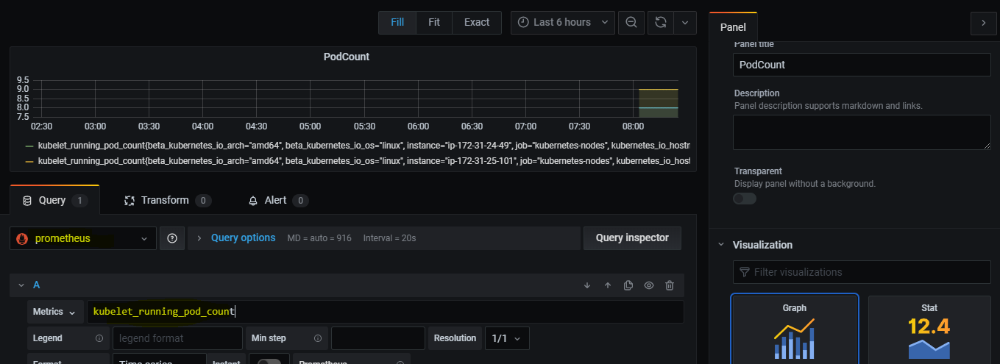 Fill Fit Exact Last 6 hours
PodCount
9.5
9.0
8.5
8.0
7.5
02:30 03:00 03:30 04:00 04:30 05:00 05:30 06:00 06:30 07:00 07:30 08:00
kubelet_running_pod_count{beta_kubernetes_io_arch="amd64", beta_kubernetes_io_os="linux", instance="ip-172-31-24-49", job="kubernetes-nodes", kubernetes_io_hostn
kubelet_running_pod_count{beta_kubernetes_io_arch="amd64", beta_kubernetes_io_os="linux", instance="ip-172-31-25-101", job="kubernetes-nodes", kubernetes_io_host
Query 1 Transform 0 Alert 0
prometheus Query options MD = auto = 916 Interval = 20s Query inspector
A
Metrics kubelet_running_pod_count
Legend legend format Min step Resolution 1/1
Format Time series Instant Prometheus
Panel
Panel title
PodCount
Description
Panel description supports markdown and links.
Transparent
Display panel without a background.
Visualization
Filter visualizations
Graph Stat
12.4